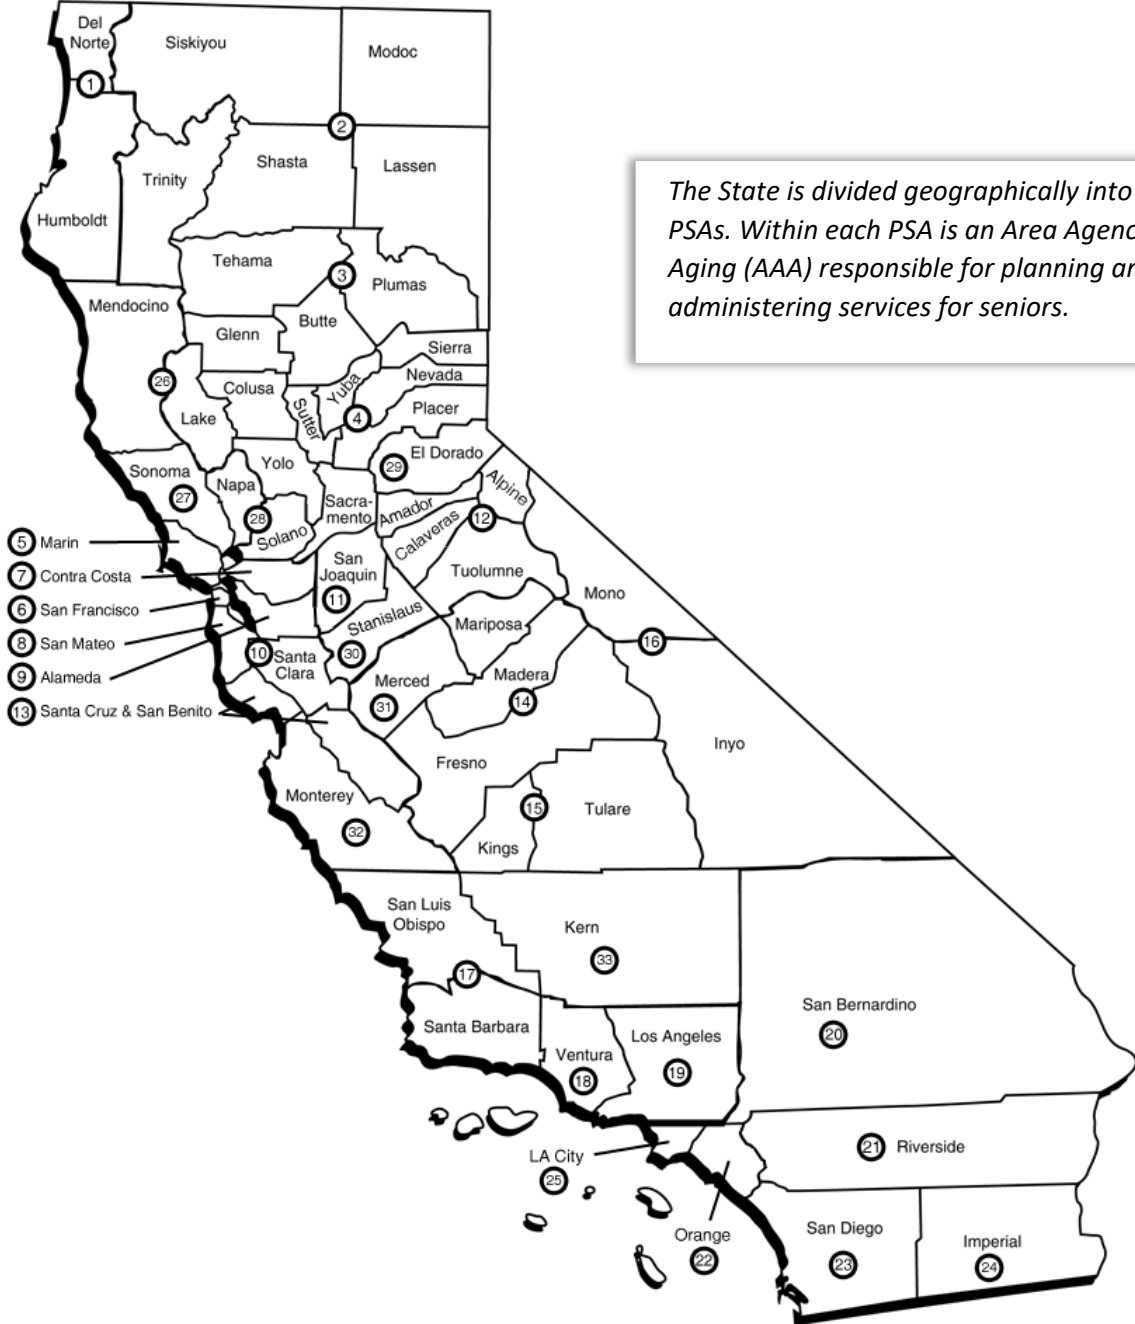 Del
Norte
Siskiyou
Modoc
1
2
Shasta
Lassen
Trinity
Humboldt
The State is divided geographically into
PSAs. Within each PSA is an Area Agenc
Aging (AAA) responsible for planning ar
administering services for seniors.
Tehama
3
Plumas
Mendocino
Butte
Glenn
Sierra
Nevada
26
Colusa
Yuba
Sutter
Placer
Lake
4
El Dorado
Sonoma
Yolo
29
Napa
Alpine
27
Sacra-
mento
Amador
28
Solano
Calaveras
12
5 Marin
San
Joaquin
Tuolumne
7 Contra Costa
Mono
11
6 San Francisco
Stanislaus
Mariposa
8 San Mateo
16
10
Santa
Clara
30
9 Alameda
Merced
Madera
31
14
13 Santa Cruz & San Benito
Inyo
Fresno
Monterey
15
Tulare
32
Kings
San Luis
Obispo
Kern
33
17
San Bernardino
Santa Barbara
Los Angeles
20
Ventura
18
19
21 Riverside
LA City
25
Orange
22
San Diego
23
Imperial
24